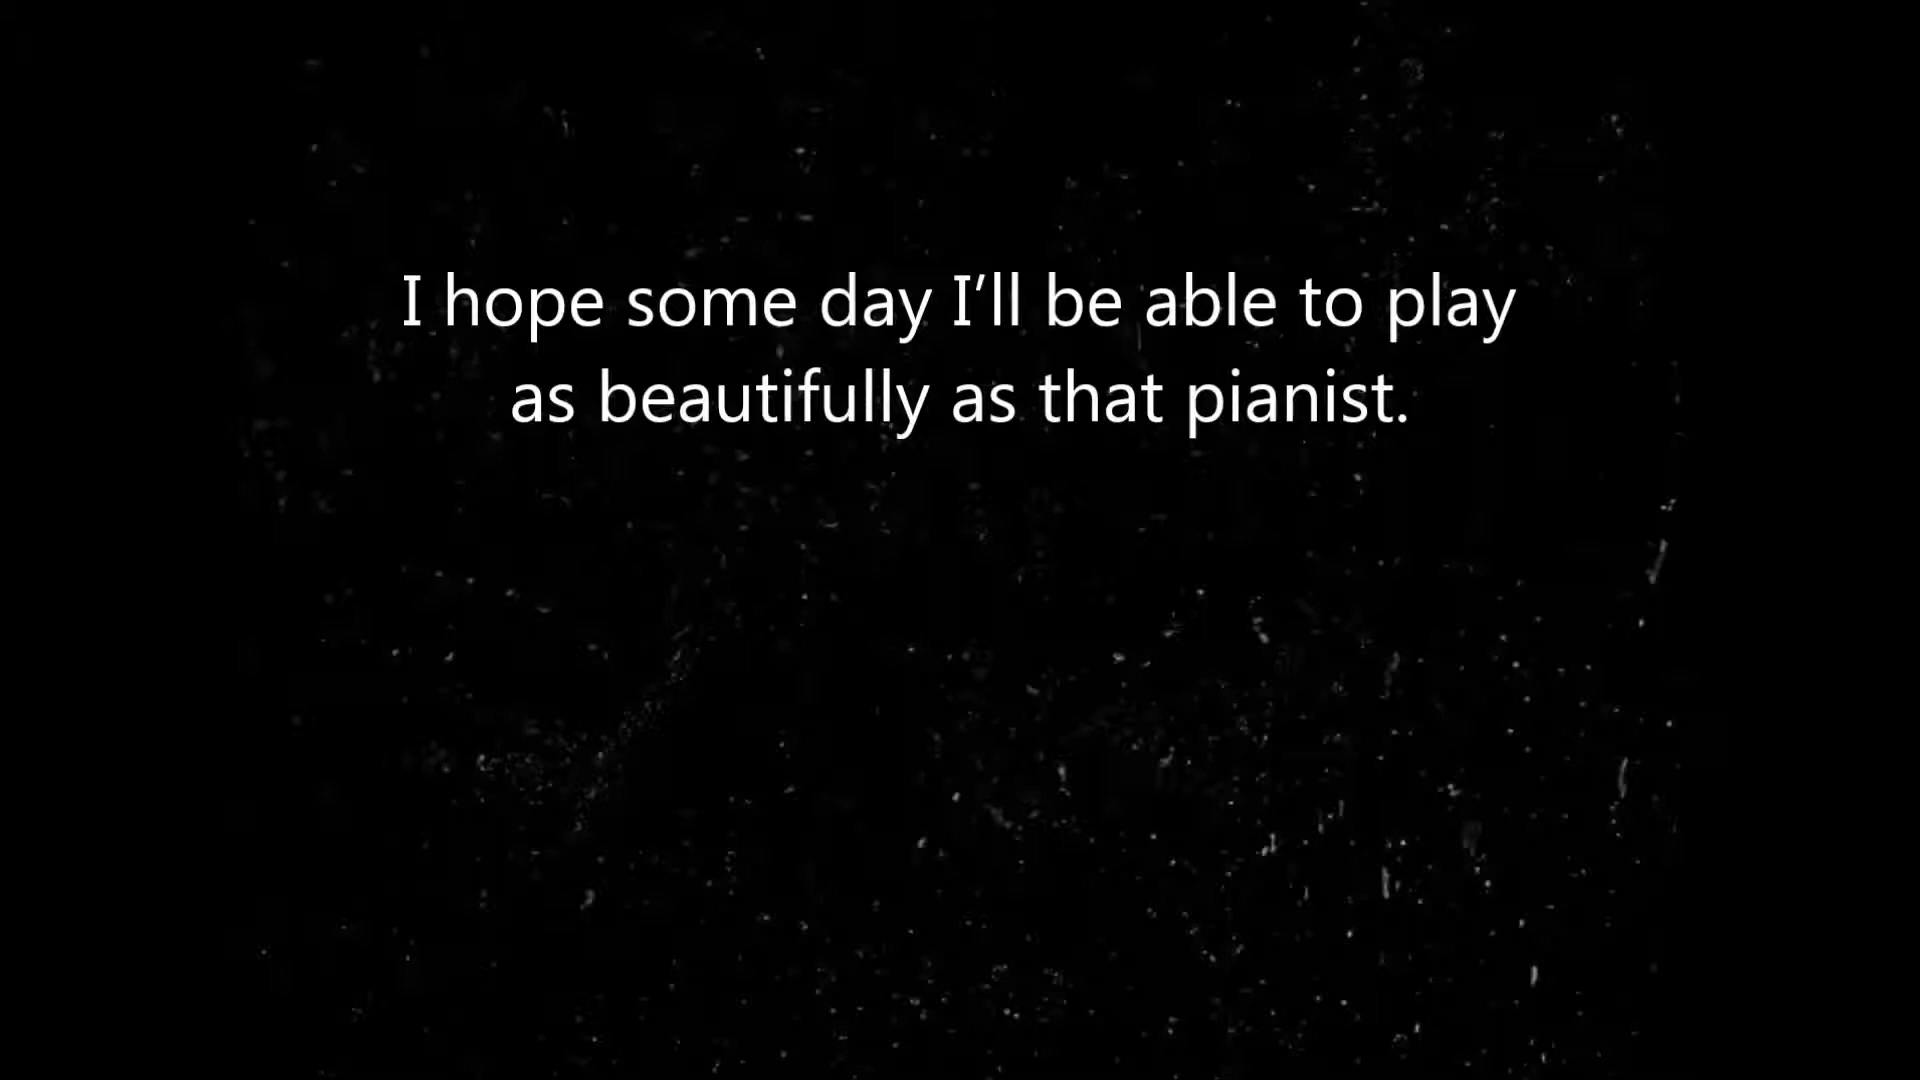 I hope some day I’ll be able to play
as beautifully as that pianist.